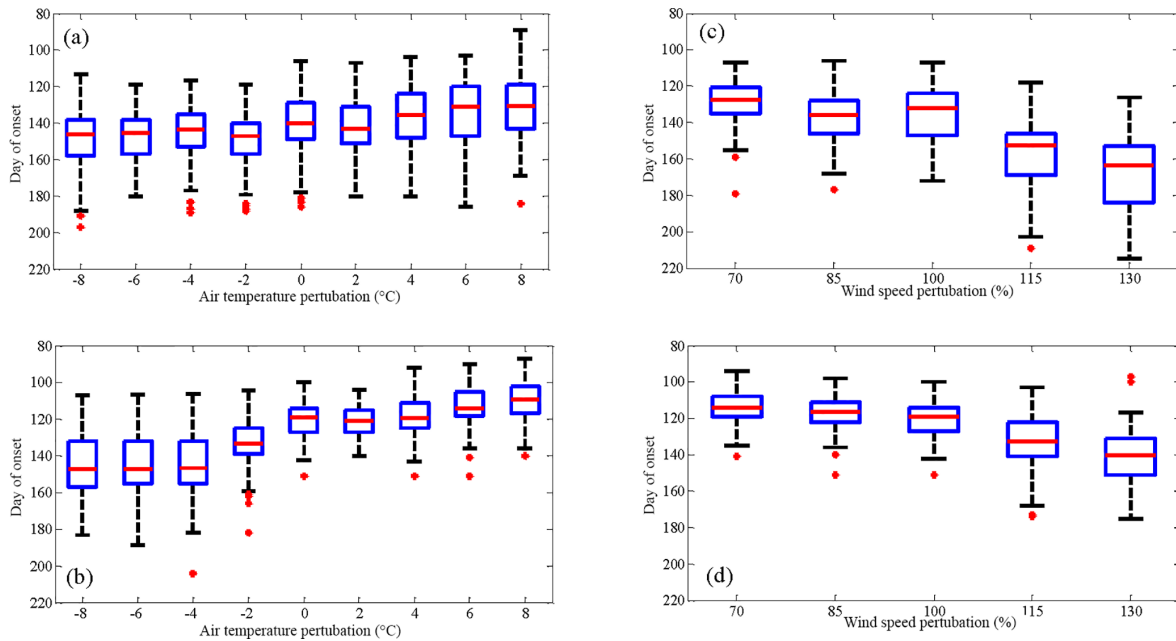 (a)
Day of onset
80
100
120
140
160
180
200
220
-8 -6 -4 -2 0 2 4 6 8
Air temperature pertubation (°C)
(c)
Day of onset
80
100
120
140
160
180
200
220
70 85 100 115 130
Wind speed pertubation (%)
(b)
Day of onset
80
100
120
140
160
180
200
220
-8 -6 -4 -2 0 2 4 6 8
Air temperature pertubation (°C)
(d)
Day of onset
80
100
120
140
160
180
200
220
70 85 100 115 130
Wind speed pertubation (%)